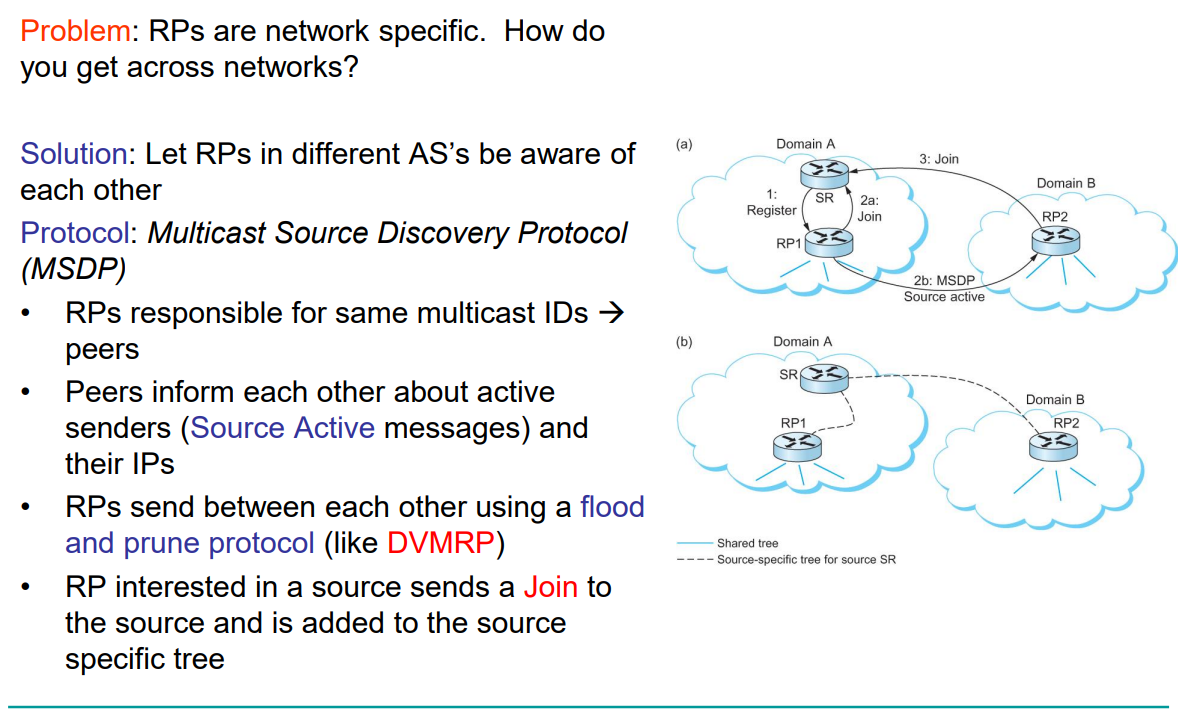 Problem: RPs are network specific.  How do
you get across networks?
Solution: Let RPs in different AS's be aware of
each other
Protocol: Multicast Source Discovery Protocol
(MSDP)
• RPs responsible for same multicast IDs →
peers
• Peers inform each other about active
senders (Source Active messages) and
their IPs
• RPs send between each other using a flood
and prune protocol (like DVMRP)
• RP interested in a source sends a Join to
the source and is added to the source
specific tree
(a)
Domain A
3: Join
Domain B
1:
Register
SR
2a:
Join
RP2
RP1
2b: MSDP
Source active
(b)
Domain A
SR
Domain B
RP1
RP2
Shared tree
Source-specific tree for source SR